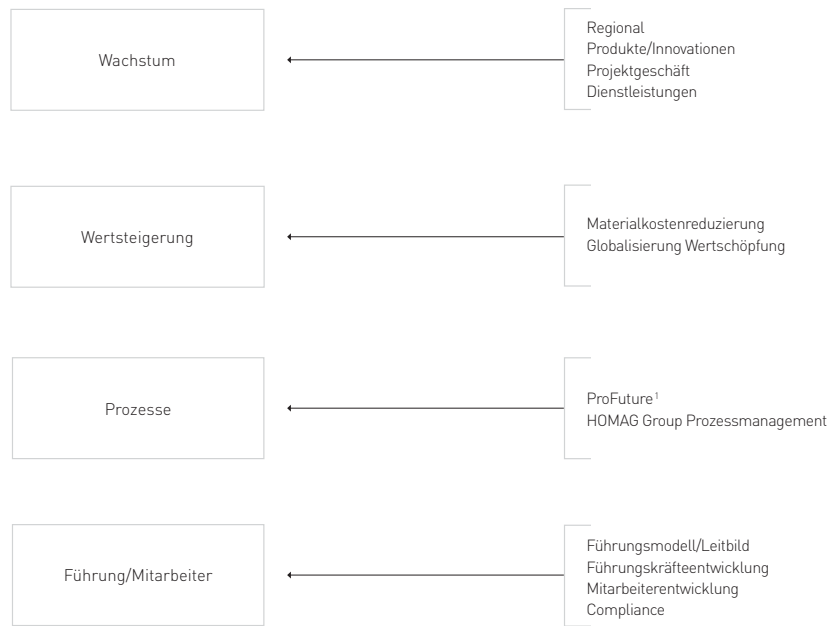 Wachstum
Regional
Produkte/Innovationen
Projektgeschäft
Dienstleistungen
Wertsteigerung
Materialkostenreduzierung
Globalisierung Wertschöpfung
Prozesse
ProFuture¹
HOMAG Group Prozessmanagement
Führung/Mitarbeiter
Führungsmodell/Leitbild
Führungskräfteentwicklung
Mitarbeiterentwicklung
Compliance